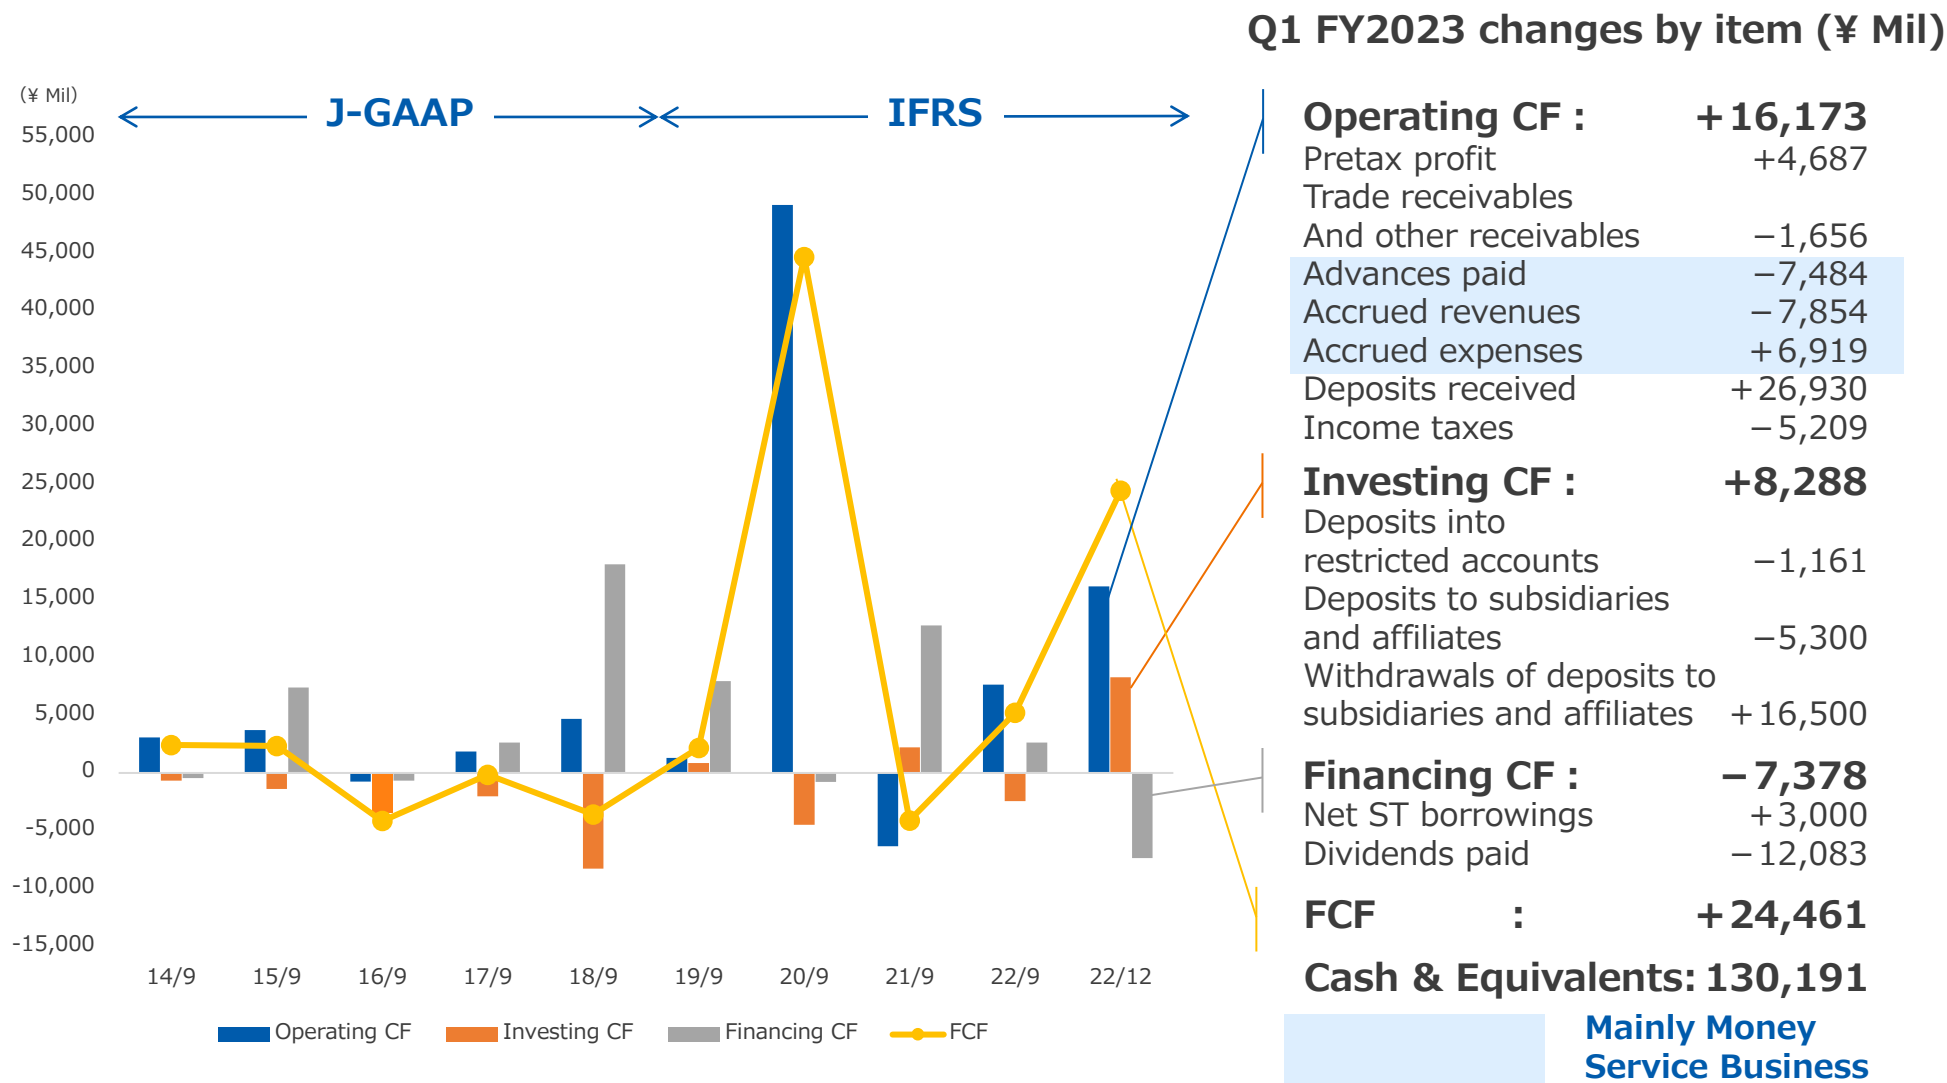 Q1 FY2023 changes by item (¥ Mil)
(¥ Mil)
J-GAAP
IFRS
55,000
50,000
45,000
40,000
35,000
30,000
25,000
20,000
15,000
10,000
5,000
0
-5,000
-10,000
-15,000
14/9 15/9 16/9 17/9 18/9 19/9 20/9 21/9 22/9 22/12
Operating CF Investing CF Financing CF FCF
Operating CF : +16,173
Pretax profit +4,687
Trade receivables
And other receivables −1,656
Advances paid −7,484
Accrued revenues −7,854
Accrued expenses +6,919
Deposits received +26,930
Income taxes −5,209
Investing CF : +8,288
Deposits into
restricted accounts −1,161
Deposits to subsidiaries
and affiliates −5,300
Withdrawals of deposits to
subsidiaries and affiliates +16,500
Financing CF : −7,378
Net ST borrowings +3,000
Dividends paid −12,083
FCF : +24,461
Cash & Equivalents: 130,191
Mainly Money
Service Business